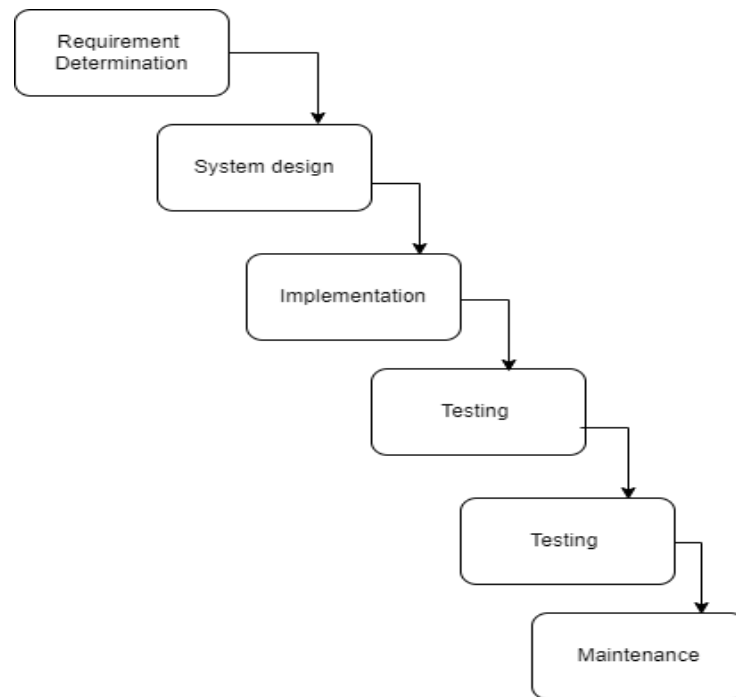 Requirement
Determination
System design
Implementation
Testing
Testing
Maintenance